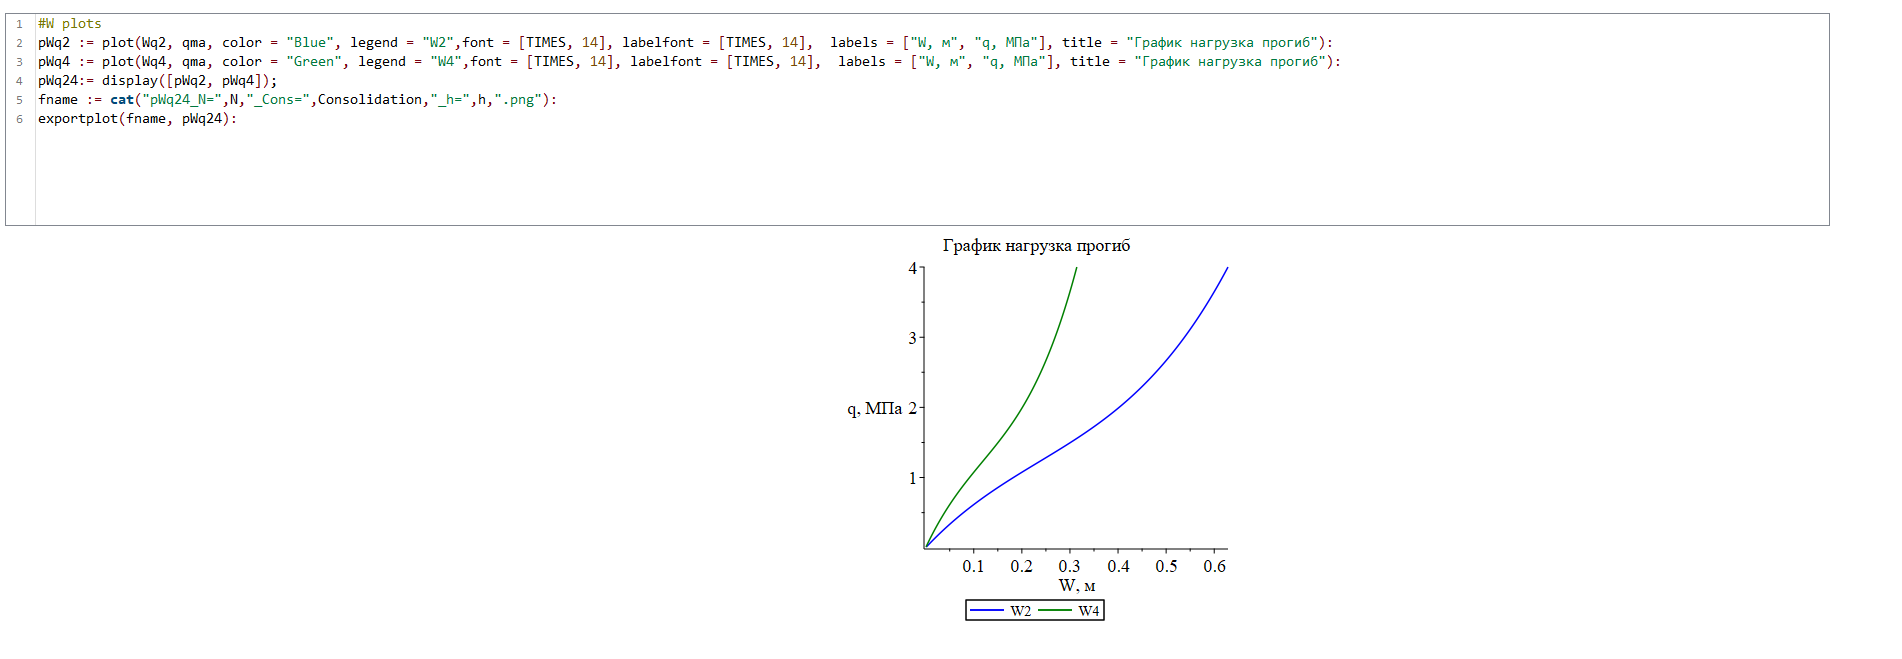 1 #W plots
2 pWq2 := plot(Wq2, qma, color = "Blue", legend = "W2",font = [TIMES, 14], labelfont = [TIMES, 14],  labels = ["W, м", "q, МПа"], title = "График нагрузка прогиб"):
3 pWq4 := plot(Wq4, qma, color = "Green", legend = "W4",font = [TIMES, 14], labelfont = [TIMES, 14],  labels = ["W, м", "q, МПа"], title = "График нагрузка прогиб"):
4 pWq24:= display([pWq2, pWq4]);
5 fname := cat("pWq24_N=",N,"_Cons=",Consolidation,"_h=",h,".png"):
6 exportplot(fname, pWq24):
График нагрузка прогиб
4
3
q, МПа 2
1
0.1 0.2 0.3 0.4 0.5 0.6
W, м
W2 W4